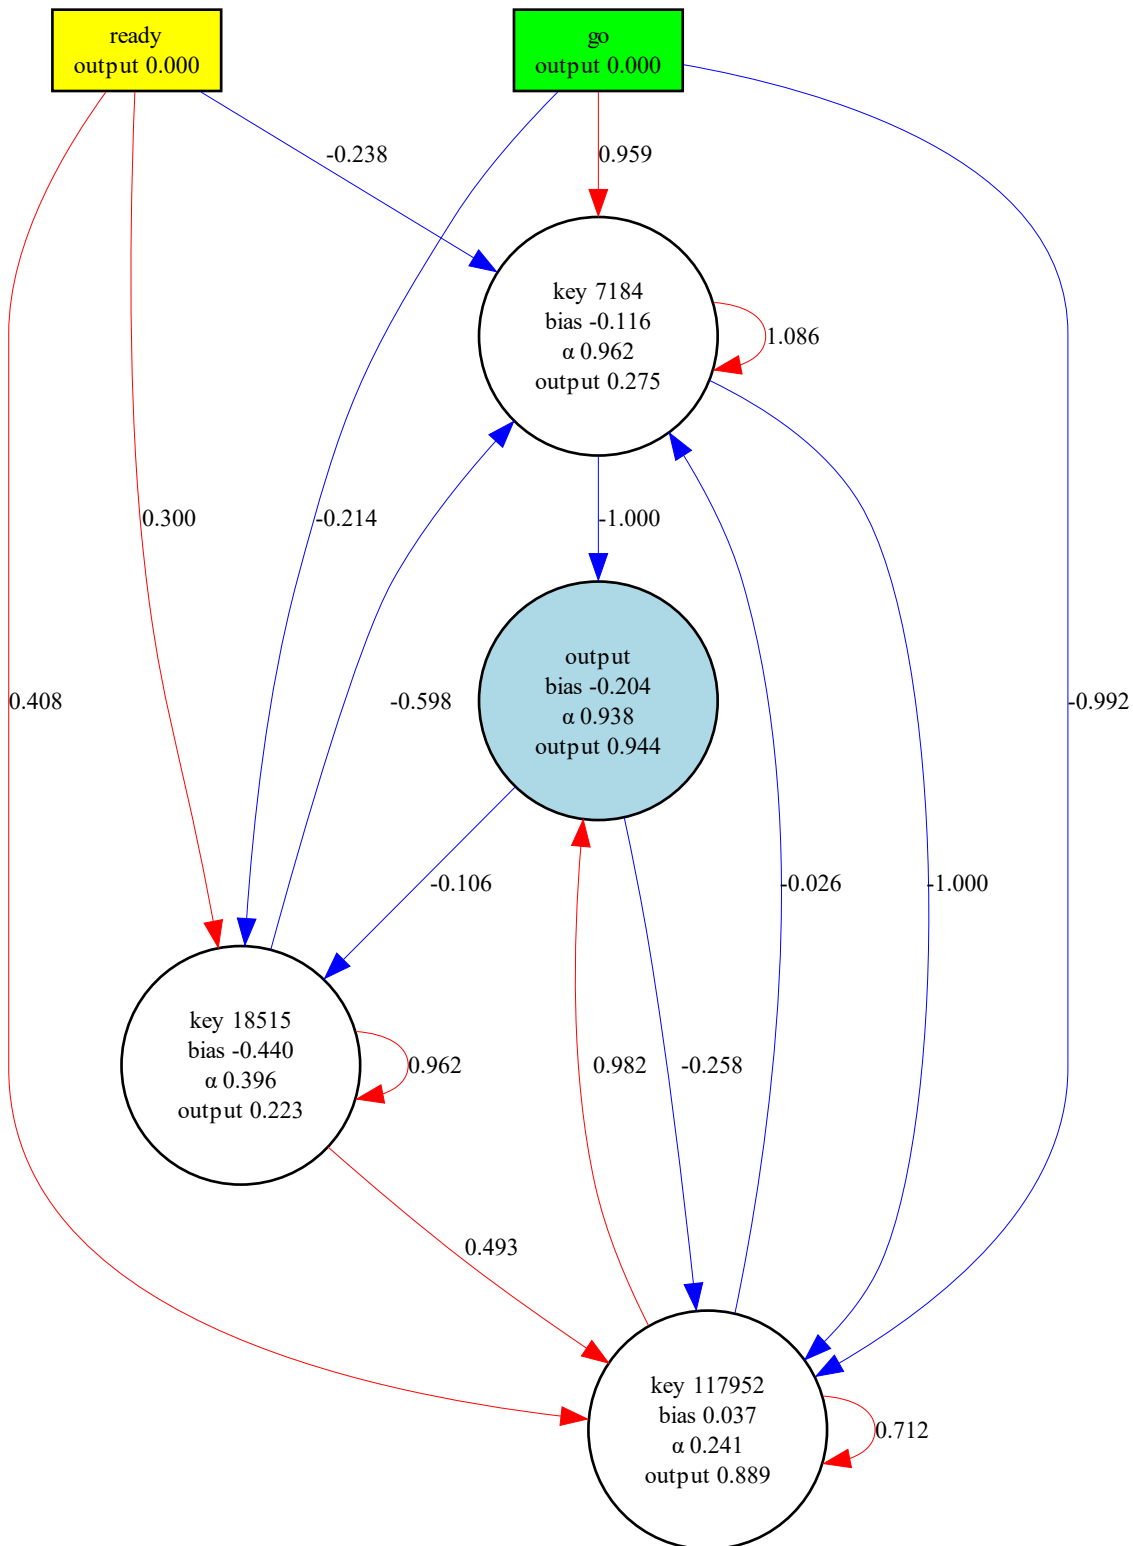 ready
output 0.000
go
output 0.000
-0.238
0.959
key 7184
bias -0.116
α 0.962
output 0.275
1.086
0.300
-0.214
-1.000
output
bias -0.204
α 0.938
output 0.944
0.408
-0.598
-0.992
-0.106
-0.026
-1.000
key 18515
bias -0.440
α 0.396
output 0.223
0.962
0.982
-0.258
0.493
key 117952
bias 0.037
α 0.241
output 0.889
0.712